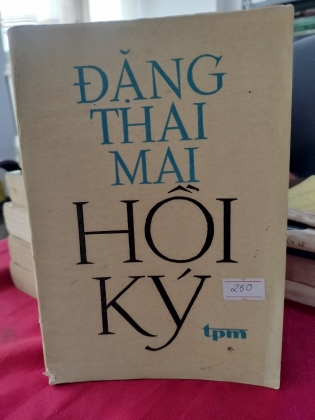 ĐẶNG
THAI
MAI
HỒI
KÝ
250
tpm